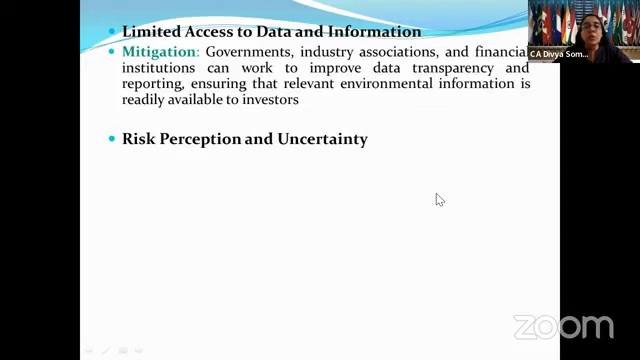 Limited Access to Data and Information
Mitigation: Governments, industry associations, and financial
institutions can work to improve data transparency and
reporting, ensuring that relevant environmental information is
readily available to investors
Risk Perception and Uncertainty
CA Divya Som...
zoom